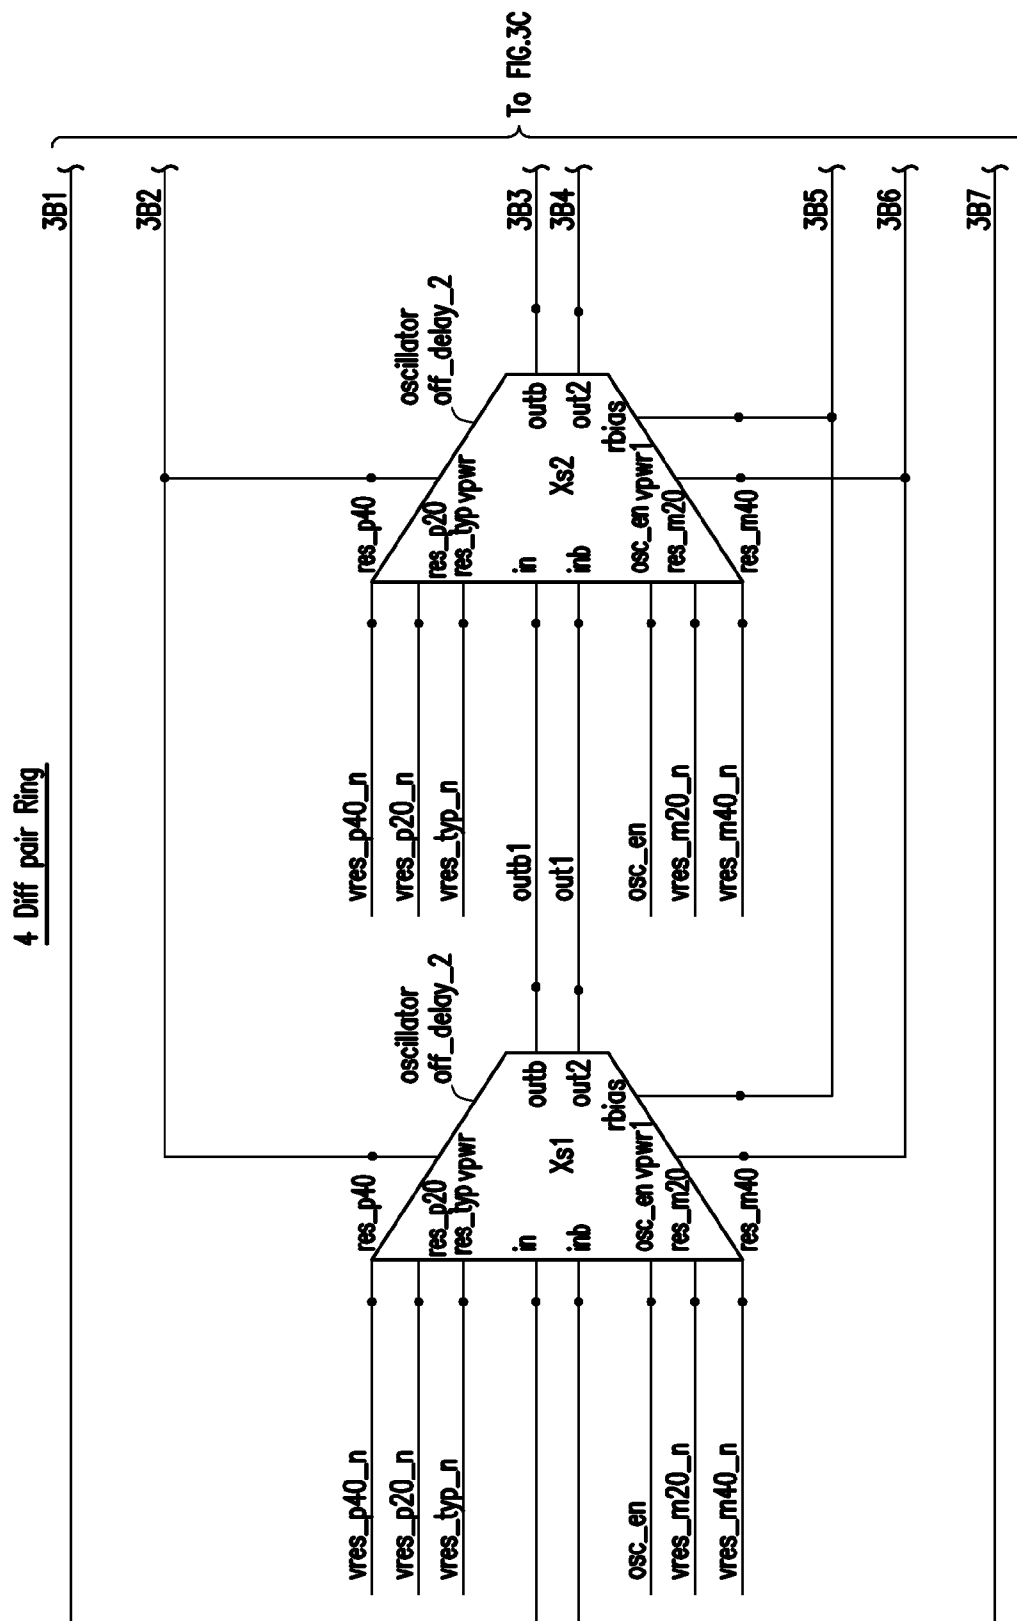 4 Diff pair Ring
To FIG.3C
3B1
3B2
3B3
3B4
3B5
3B6
3B7
vres_p40_n
vres_p20_n
vres_typ_n
osc_en
vres_m20_n
vres_m40_n
oscillator
off_delay_2
res_p40
res_p20
res_typ vpwr
in
inb
osc_en vpwr1
res_m20
res_m40
Xs1
outb
out2
rbias
outb1
out1
vres_p40_n
vres_p20_n
vres_typ_n
osc_en
vres_m20_n
vres_m40_n
oscillator
off_delay_2
res_p40
res_p20
res_typ vpwr
in
inb
osc_en vpwr1
res_m20
res_m40
Xs2
outb
out2
rbias